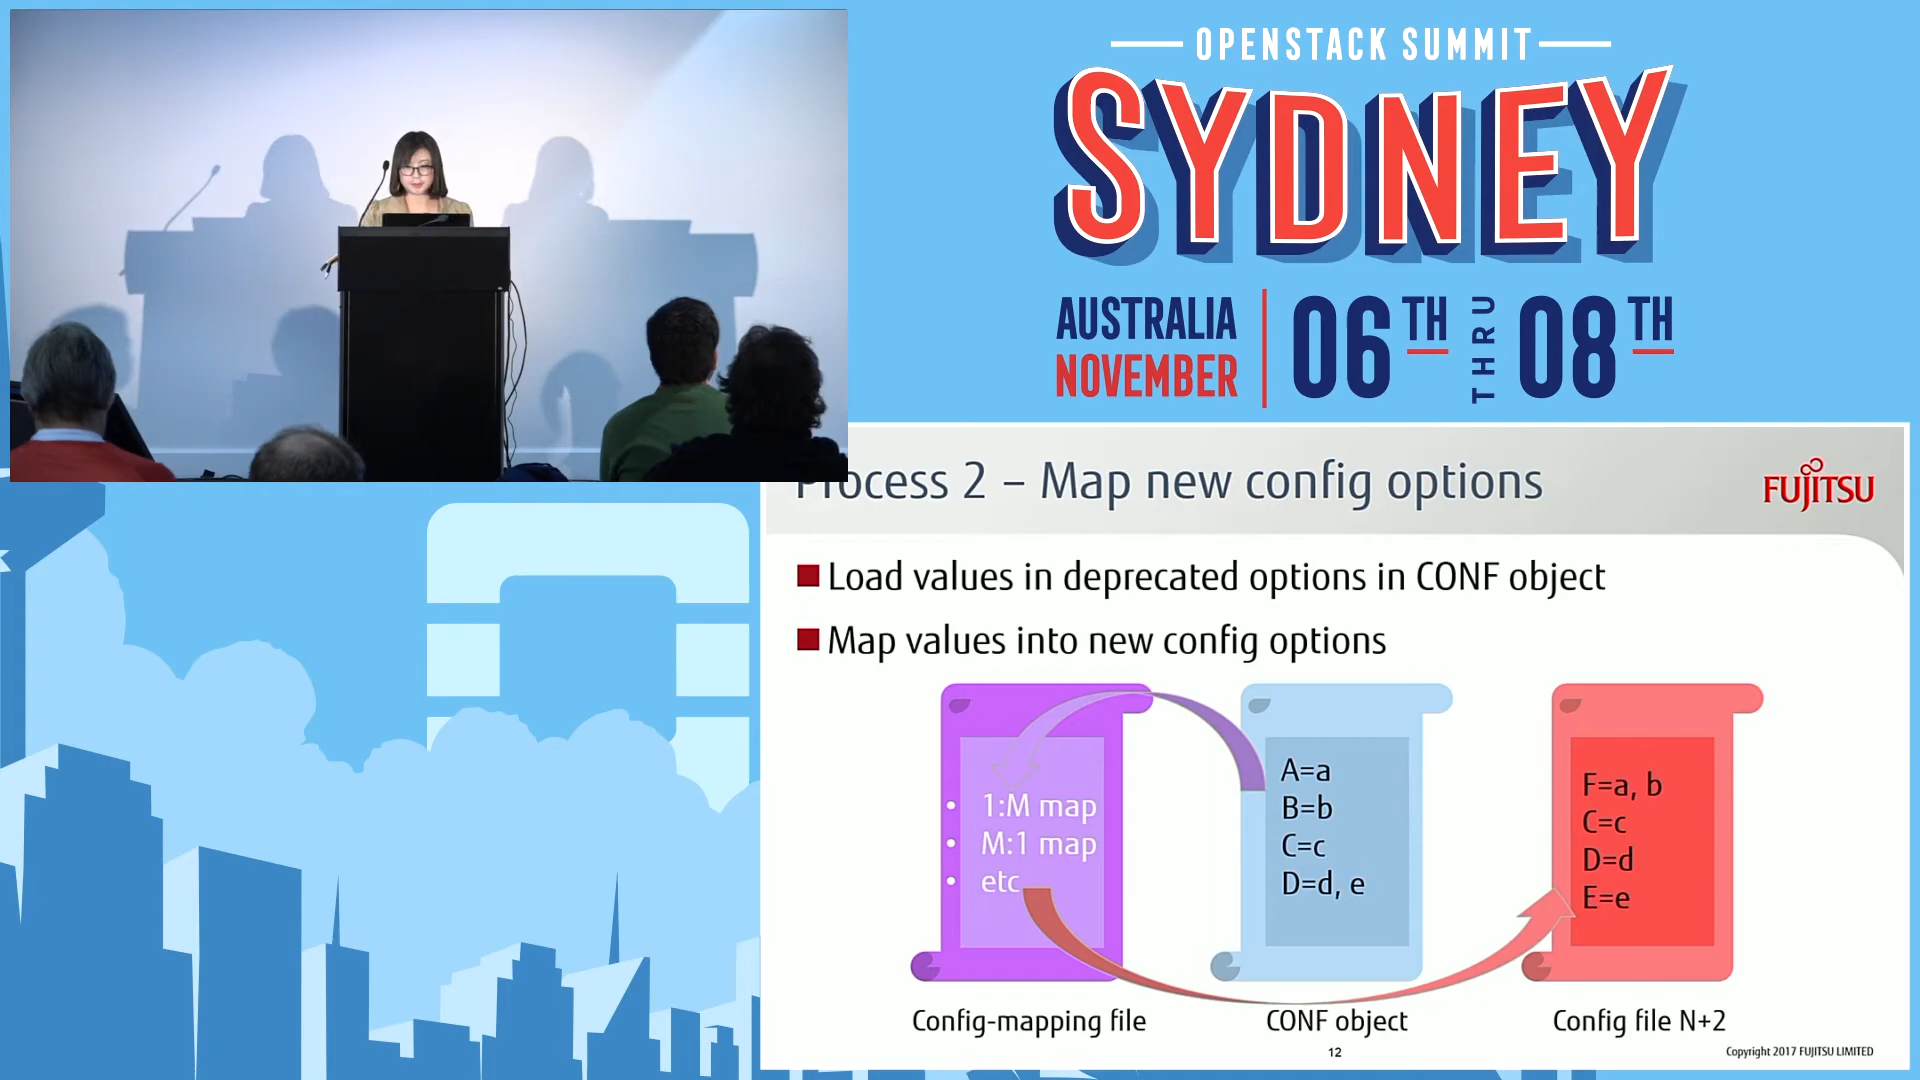 OPENSTACK SUMMIT
SYDNEY
AUSTRALIA
NOVEMBER
06TH THRU 08TH
Process 2 – Map new config options
FUJITSU
Load values in deprecated options in CONF object
Map values into new config options
• 1:M map
• M:1 map
• etc
A=a
B=b
C=c
D=d, e
F=a, b
C=c
D=d
E=e
Config-mapping file
CONF object
Config file N+2
12
Copyright 2017 FUJITSU LIMITED